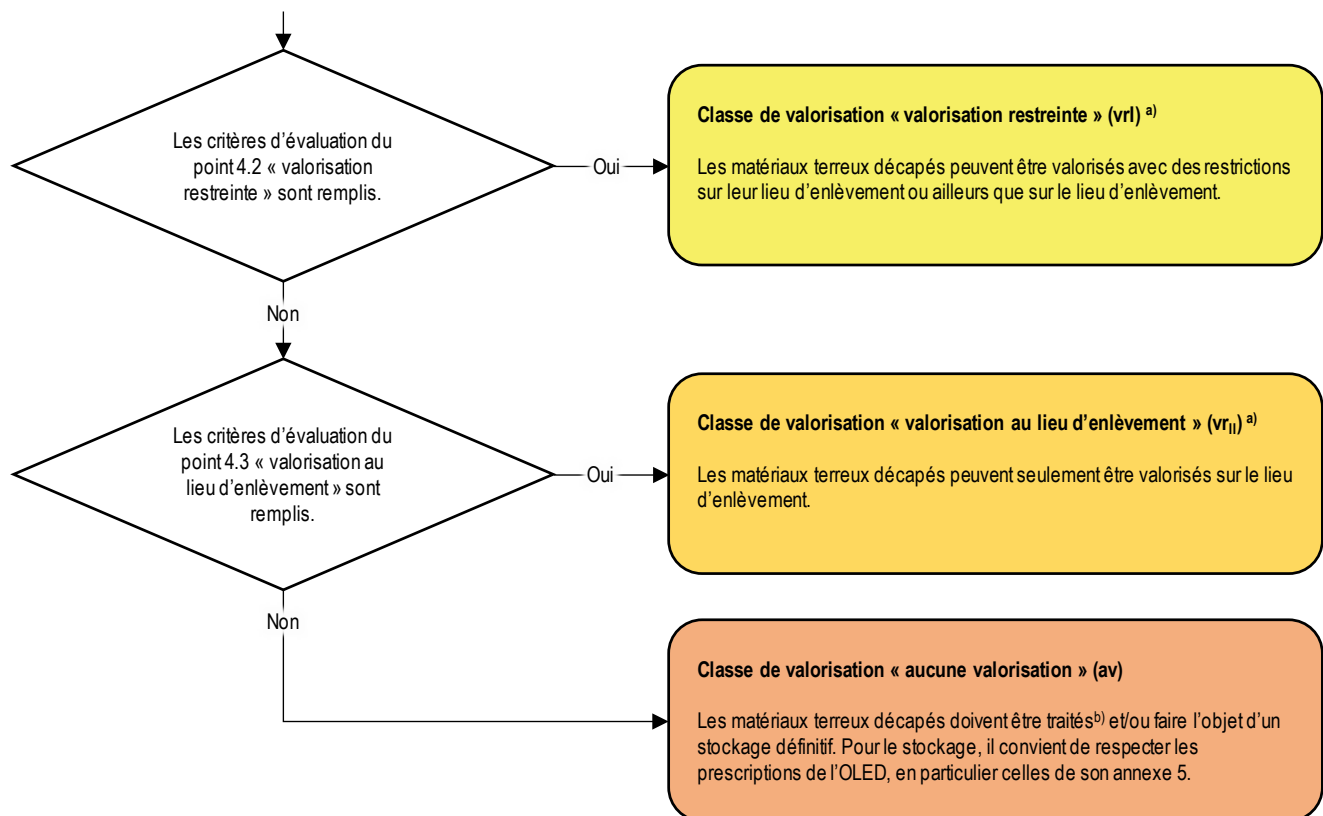 Les critères d’évaluation du
point 4.2 « valorisation
restreinte » sont remplis.
Oui
Classe de valorisation « valorisation restreinte » (vrI) a)
Les matériaux terreux décapés peuvent être valorisés avec des restrictions
sur leur lieu d’enlèvement ou ailleurs que sur le lieu d’enlèvement.
Non
Les critères d’évaluation du
point 4.3 « valorisation au
lieu d’enlèvement » sont
remplis.
Oui
Classe de valorisation « valorisation au lieu d’enlèvement » (vrII) a)
Les matériaux terreux décapés peuvent seulement être valorisés sur le lieu
d’enlèvement.
Non
Classe de valorisation « aucune valorisation » (av)
Les matériaux terreux décapés doivent être traités b) et/ou faire l’objet d’un
stockage définitif. Pour le stockage, il convient de respecter les
prescriptions de l’OLED, en particulier celles de son annexe 5.